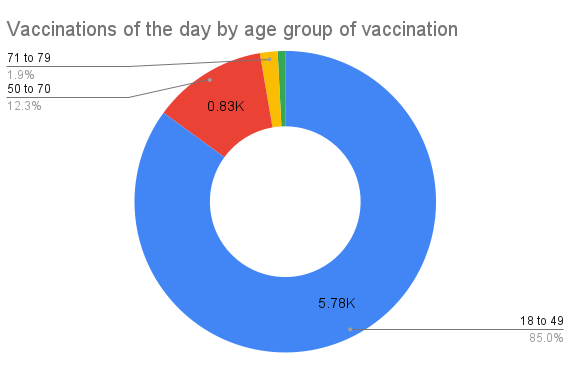 Vaccinations of the day by age group of vaccination
71 to 79
1.9%
50 to 70
12.3%
0.83K
5.78K
18 to 49
85.0%